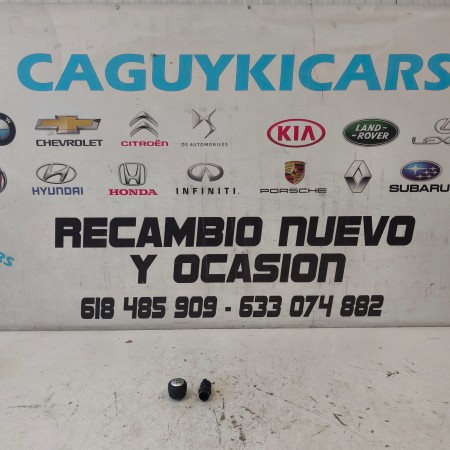 CAGUYKICARS
CHEVROLET CITROËN DS AUTOMOBILES KIA LAND-ROVER LEX
HYUNDAI HONDA INFINITI PORSCHE SUBARU
RECAMBIO NUEVO
Y OCASION
618 485 909 - 633 074 882